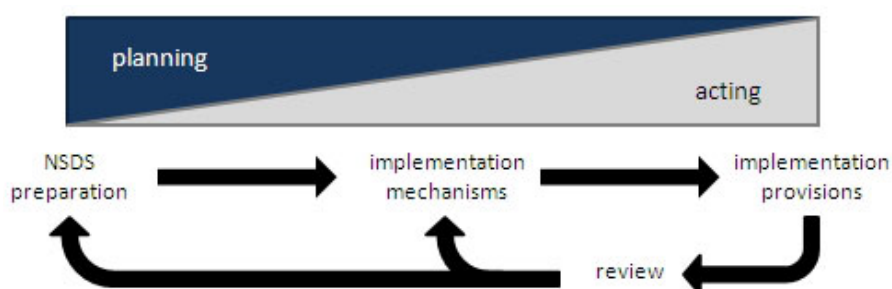 planning
acting
NSDS
preparation
implementation
mechanisms
implementation
provisions
review